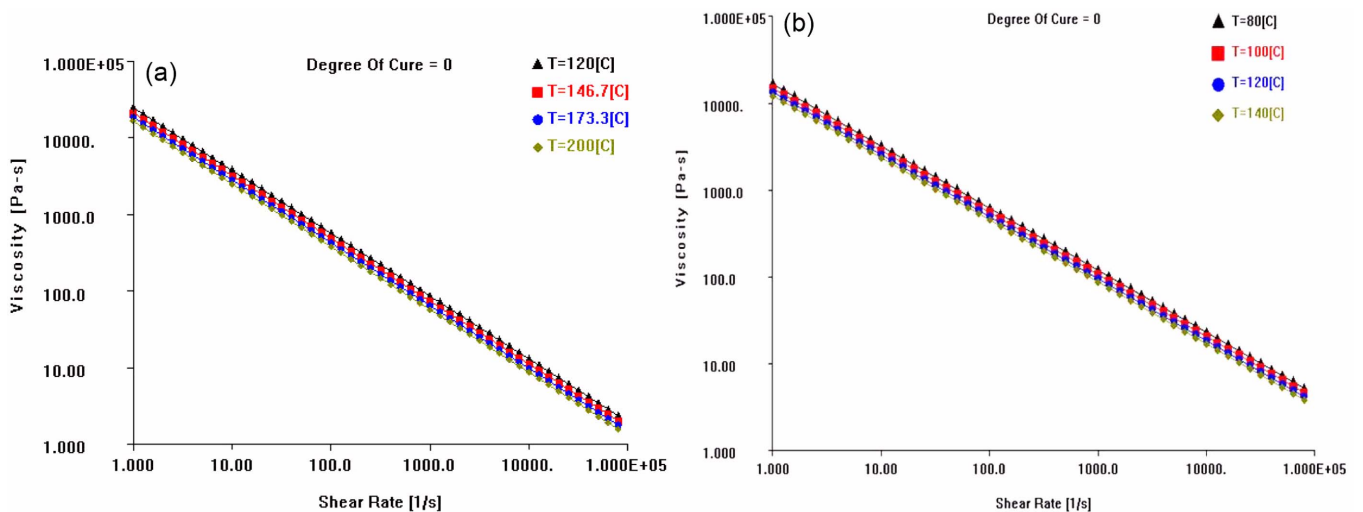 (a)
Degree Of Cure = 0
T=120[C]
T=146.7[C]
T=173.3[C]
T=200[C]
Viscosity [Pa-s]
1.000E+05
10000.
1000.0
100.0
10.00
1.000
1.000 10.00 100.0 1000.0 10000. 1.000E+05
Shear Rate [1/s]
(b)
Degree Of Cure = 0
T=80[C]
T=100[C]
T=120[C]
T=140[C]
Viscosity [Pa-s]
1.000E+05
10000.
1000.0
100.0
10.00
1.000
1.000 10.00 100.0 1000.0 10000. 1.000E+05
Shear Rate [1/s]